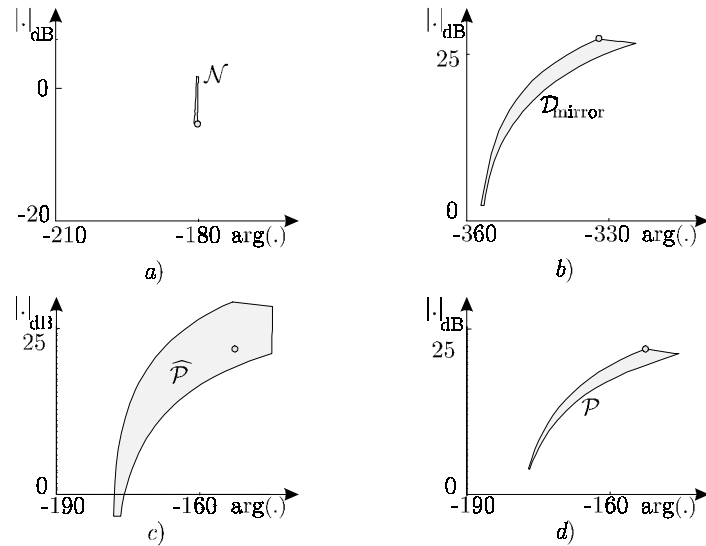 |.|dB
0
-20
-210
-180
arg(.)
𝒩
a)
|.|dB
25
0
-360
-330
arg(.)
𝒟mirror
b)
|.|dB
25
0
-190
-160
arg(.)
𝒫̂
c)
|.|dB
25
0
-190
-160
arg(.)
𝒫
d)